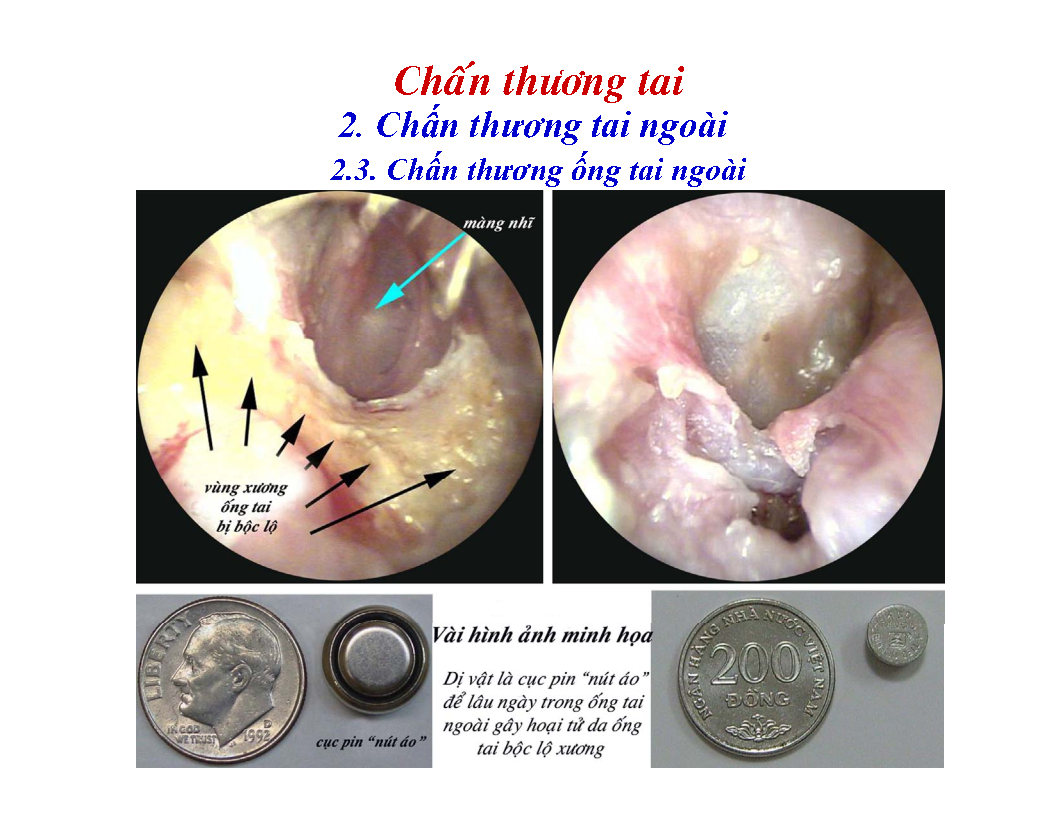 Chấn thương tai
2. Chấn thương tai ngoài
2.3. Chấn thương ống tai ngoài
màng nhĩ
vùng xương
ống tai
bị bộc lộ
Vài hình ảnh minh họa
Dị vật là cục pin “nút áo”
để lâu ngày trong ống tai
ngoài gây hoại tử da ống
tai bộc lộ xương
LIBERTY
IN GOD
WE TRUST
D
1992
cục pin “nút áo”
NGÂN HÀNG NHÀ NƯỚC VIỆT NAM
200
ĐỒNG